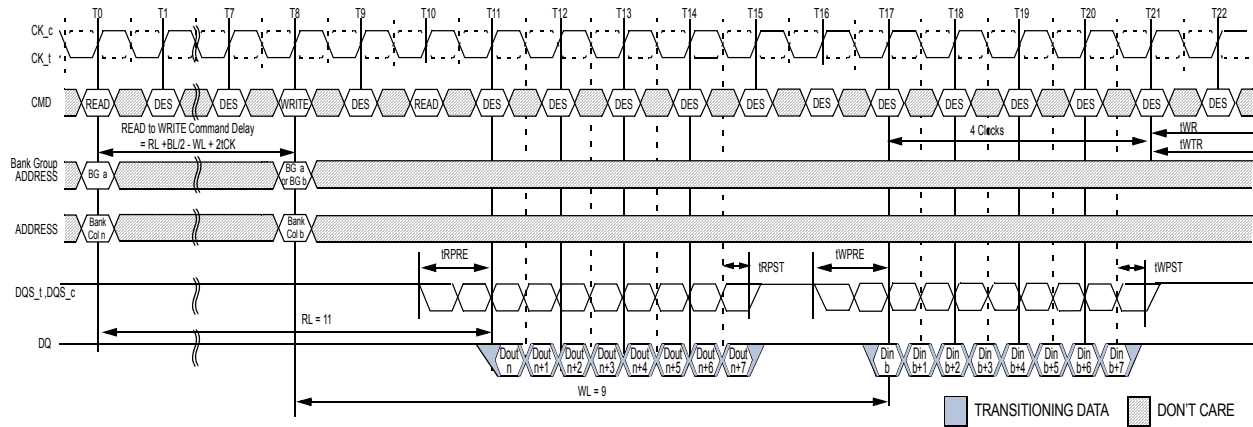 T0 T1 T7 T8 T9 T10 T11 T12 T13 T14 T15 T16 T17 T18 T19 T20 T21 T22
CK_c
CK_t
CMD READ DES DES WRITE DES READ DES DES DES DES DES DES DES DES DES DES DES DES
READ to WRITE Command Delay
= RL +BL/2 - WL + 2tCK
4 Clocks
tWR
tWTR
Bank Group
ADDRESS
BG a
BG a
or BG b
ADDRESS
Bank
Col n
Bank
Col b
tRPRE tRPST tWPRE tWPST
DQS_t ,DQS_c
RL = 11
DQ
Dout
n
Dout
n+1
Dout
n+2
Dout
n+3
Dout
n+4
Dout
n+5
Dout
n+6
Dout
n+7
Din
b
Din
b+1
Din
b+2
Din
b+3
Din
b+4
Din
b+5
Din
b+6
Din
b+7
WL = 9
TRANSITIONING DATA
DON'T CARE